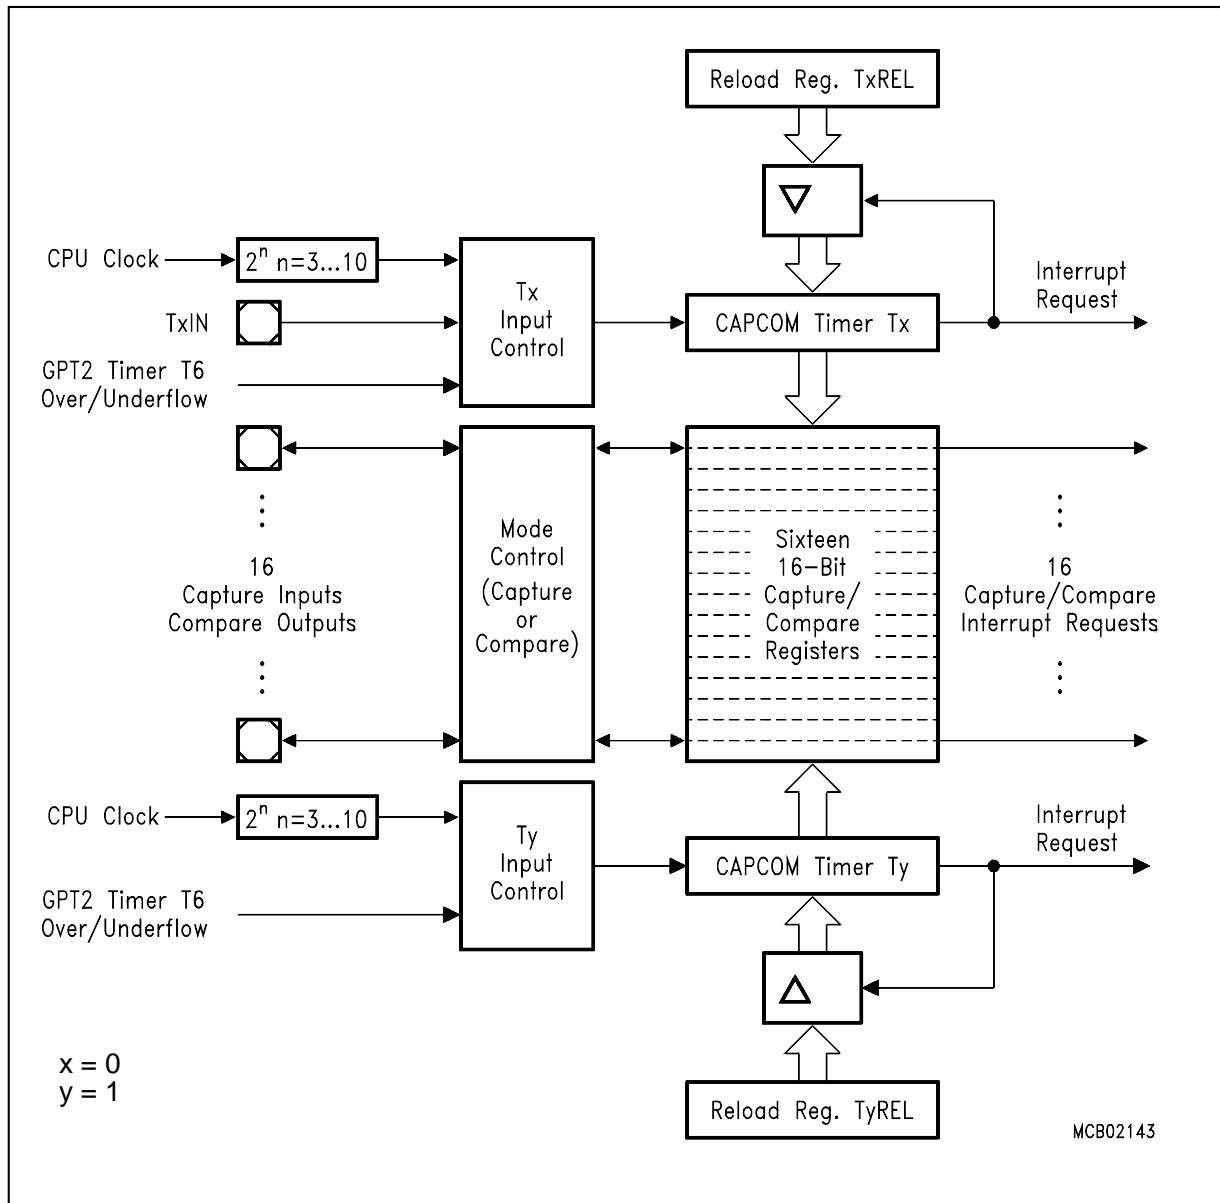 Reload Reg. TxREL
CPU Clock
2ⁿ n=3...10
TxIN
GPT2 Timer T6
Over/Underflow
Tx
Input
Control
CAPCOM Timer Tx
Interrupt
Request
16
Capture Inputs
Compare Outputs
Mode
Control
(Capture
or
Compare)
Sixteen
16-Bit
Capture/
Compare
Registers
16
Capture/Compare
Interrupt Requests
CPU Clock
2ⁿ n=3...10
GPT2 Timer T6
Over/Underflow
Ty
Input
Control
CAPCOM Timer Ty
Interrupt
Request
x = 0
y = 1
Reload Reg. TyREL
MCB02143